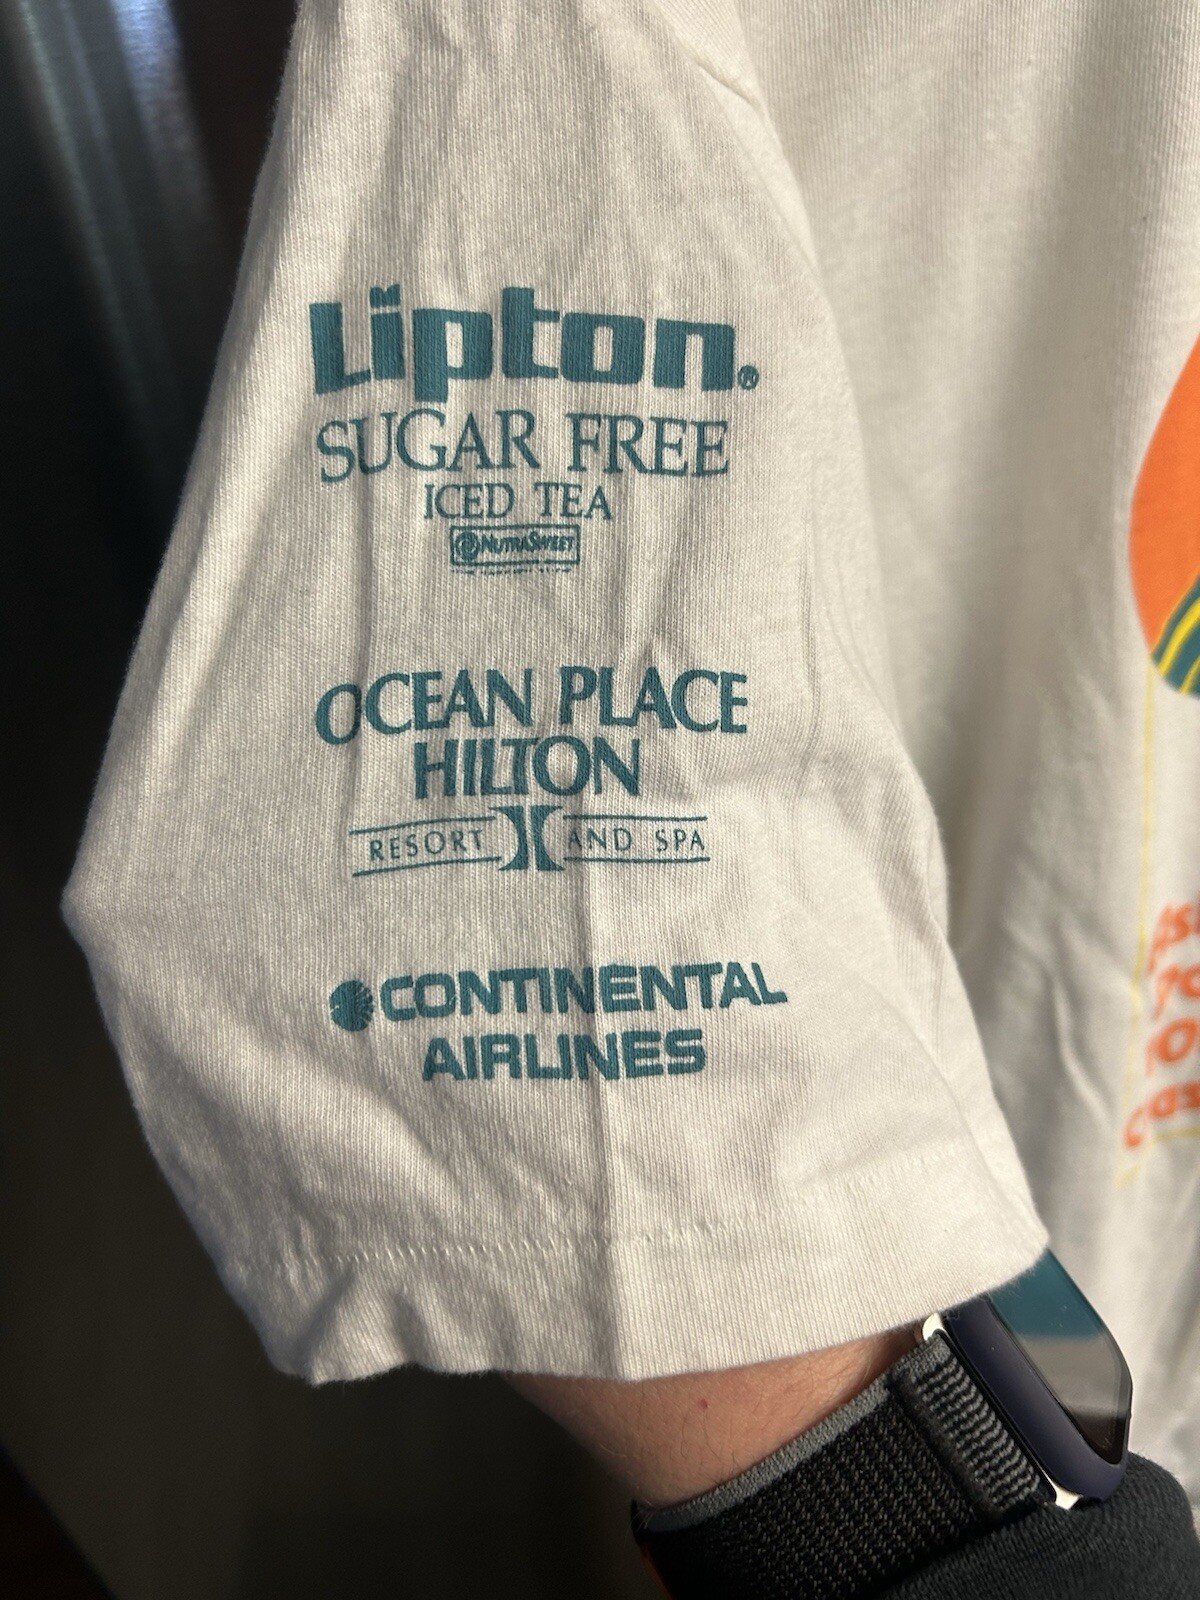 Lipton®
SUGAR FREE
ICED TEA
NUTRASWEET
OCEAN PLACE
HILTON
RESORT AND SPA
CONTINENTAL
AIRLINES